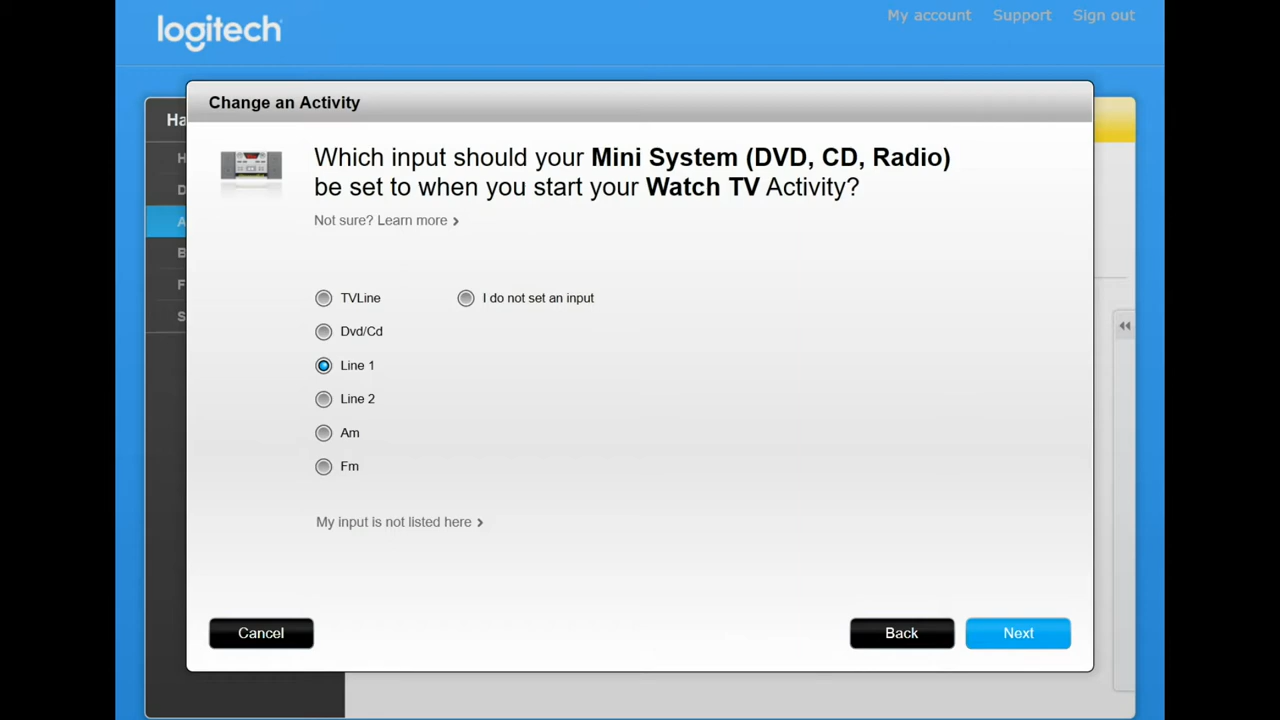 logitech
My account Support Sign out
Change an Activity
Ha
Which input should your Mini System (DVD, CD, Radio)
be set to when you start your Watch TV Activity?
Not sure? Learn more
H
D
A
B
F
S
TVLine
I do not set an input
Dvd/Cd
Line 1
Line 2
Am
Fm
My input is not listed here
Cancel
Back
Next